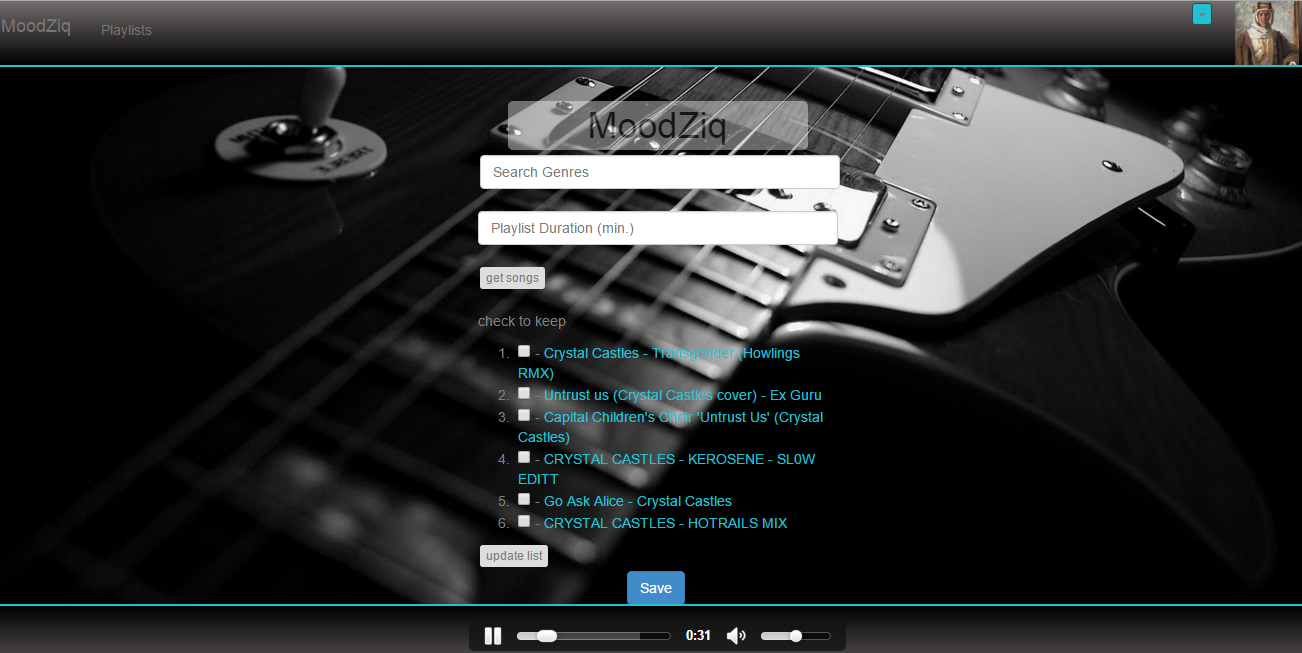 MoodZiq
Playlists
MoodZiq
Search Genres
Playlist Duration (min.)
get songs
check to keep
1. - Crystal Castles - Transgender (Howlings
RMX)
2. - Untrust us (Crystal Castles cover) - Ex Guru
3. - Capital Children's Choir 'Untrust Us' (Crystal
Castles)
4. - CRYSTAL CASTLES - KEROSENE - SL0W
EDITT
5. - Go Ask Alice - Crystal Castles
6. - CRYSTAL CASTLES - HOTRAILS MIX
update list
Save
0:31